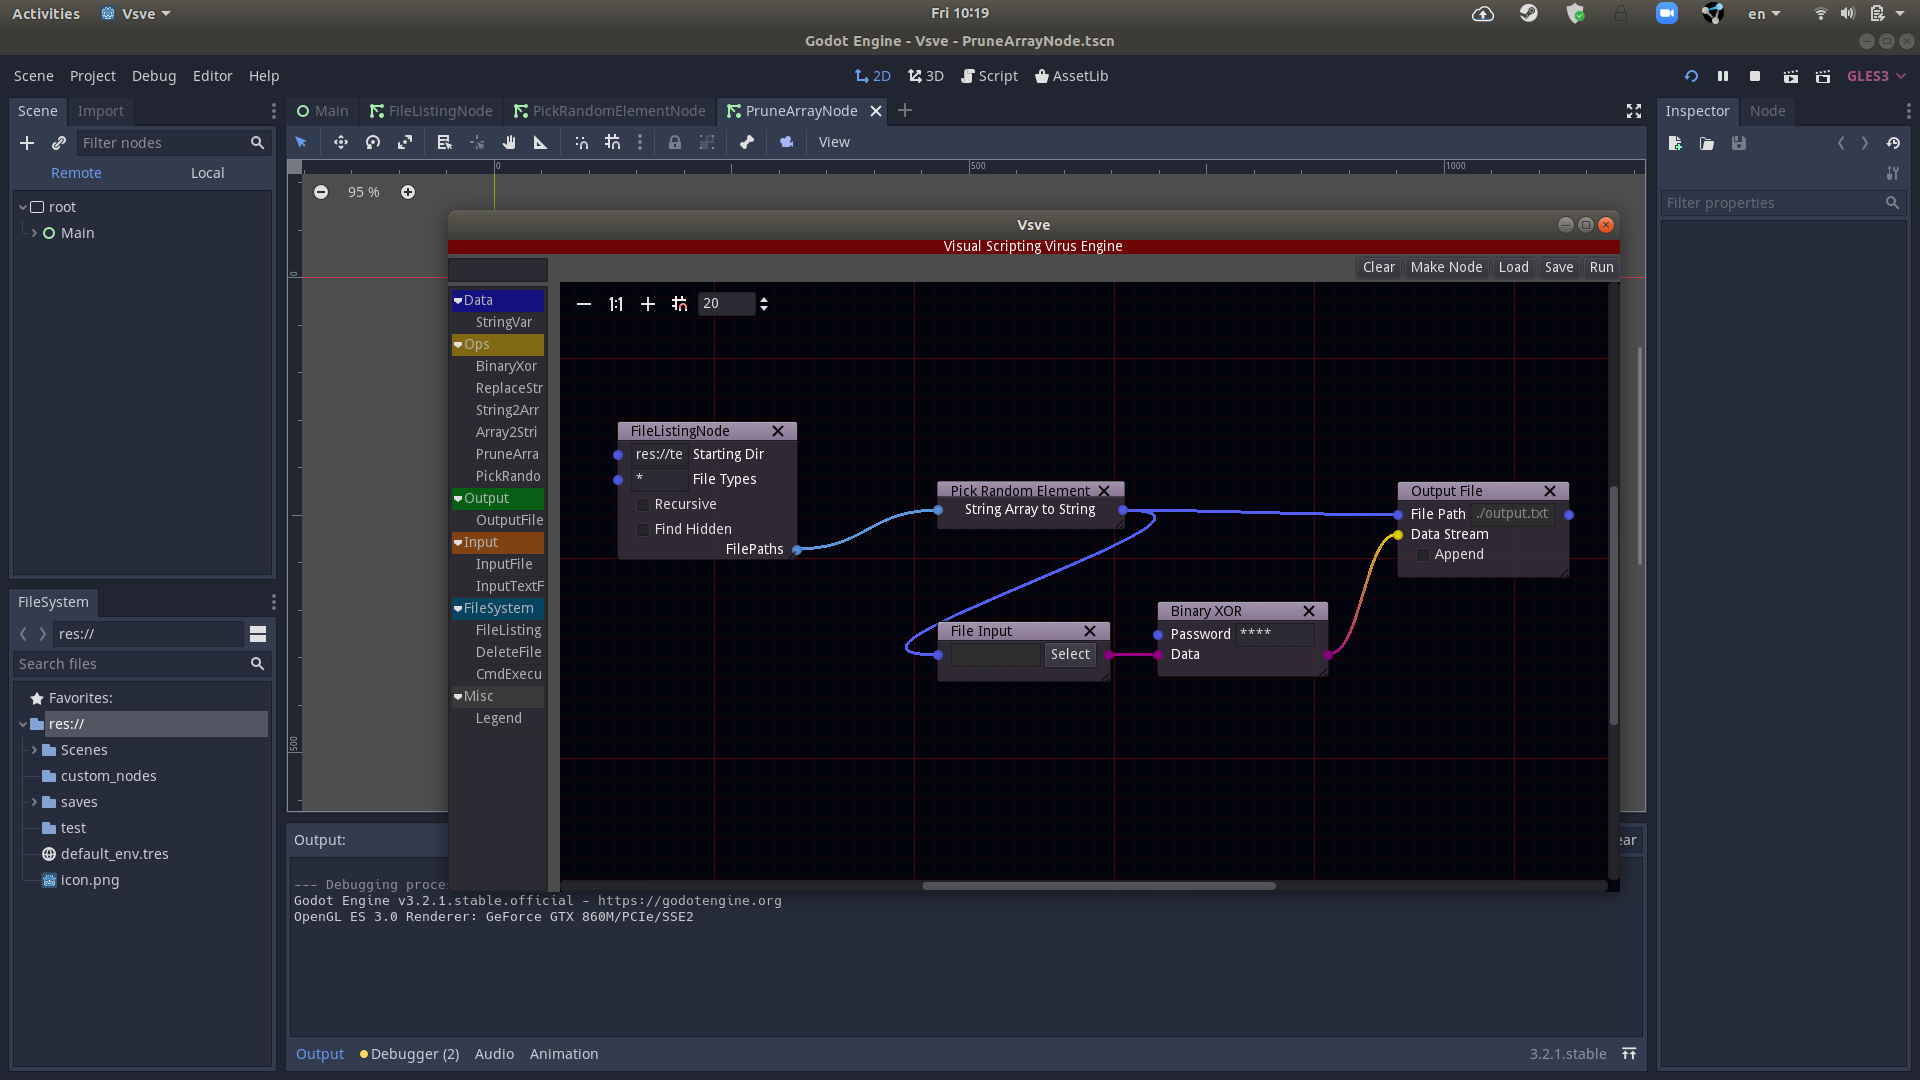 Activities Vsve Fri 10:19 en
Godot Engine - Vsve - PruneArrayNode.tscn
Scene Project Debug Editor Help 2D 3D Script AssetLib GLES3
Scene Import Main FileListingNode PickRandomElementNode PruneArrayNode Inspector Node
Filter nodes View
Remote Local
0 500 1000
95 %
Filter properties
root
Main
0
500
Vsve
Visual Scripting Virus Engine
Clear Make Node Load Save Run
20
Data
StringVar
Ops
BinaryXor
ReplaceStr
String2Arr
Array2Stri
PruneArra
PickRando
Output
OutputFile
Input
InputFile
InputTextF
FileSystem
FileListing
DeleteFile
CmdExecu
Misc
Legend
FileListingNode
res://te Starting Dir
* File Types
Recursive
Find Hidden
FilePaths
Pick Random Element
String Array to String
Output File
File Path ./output.txt
Data Stream
Append
File Input
Select
Binary XOR
Password ****
Data
FileSystem
res://
Search files
Favorites:
res://
Scenes
custom_nodes
saves
test
default_env.tres
icon.png
Output: ear
--- Debugging proce
Godot Engine v3.2.1.stable.official - https://godotengine.org
OpenGL ES 3.0 Renderer: GeForce GTX 860M/PCIe/SSE2
Output Debugger (2) Audio Animation 3.2.1.stable